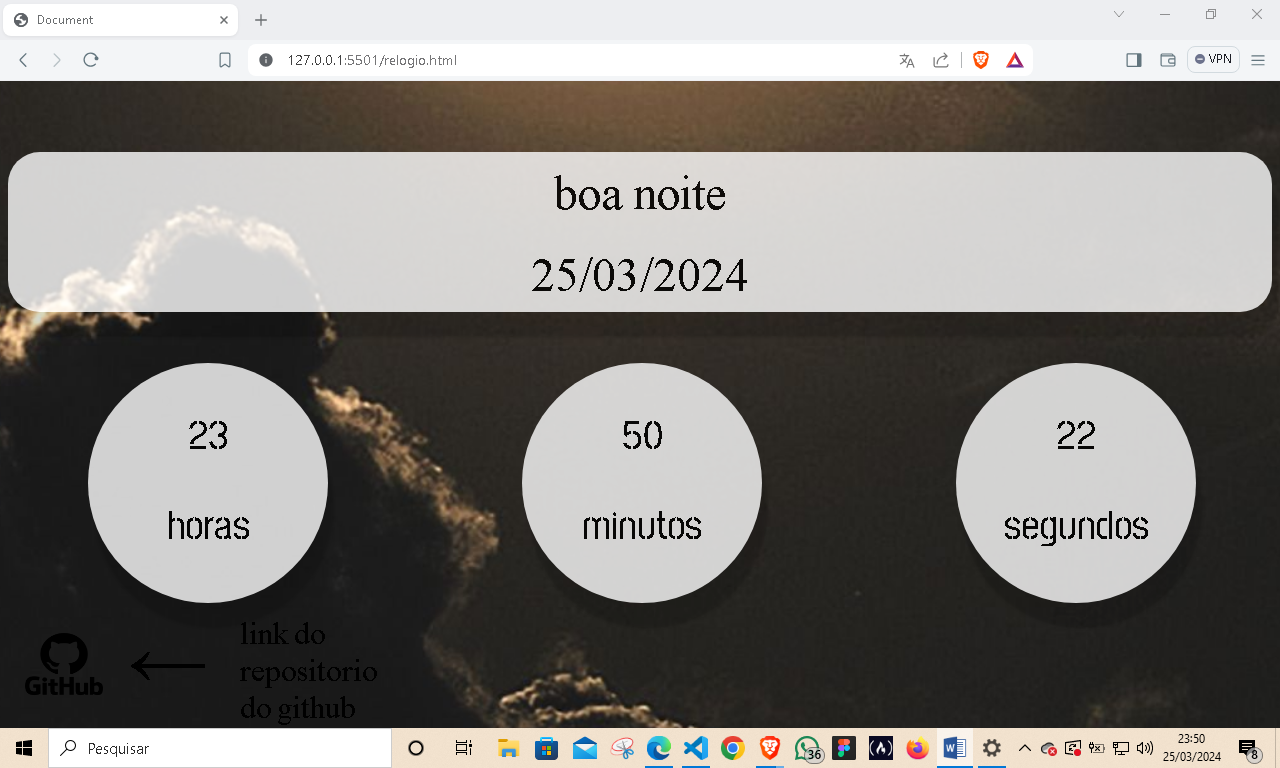 Document
127.0.0.1:5501/relogio.html
VPN
boa noite
25/03/2024
23
horas
50
minutos
22
segundos
GitHub
link do
repositorio
do github
Pesquisar
36
23:50
25/03/2024
8